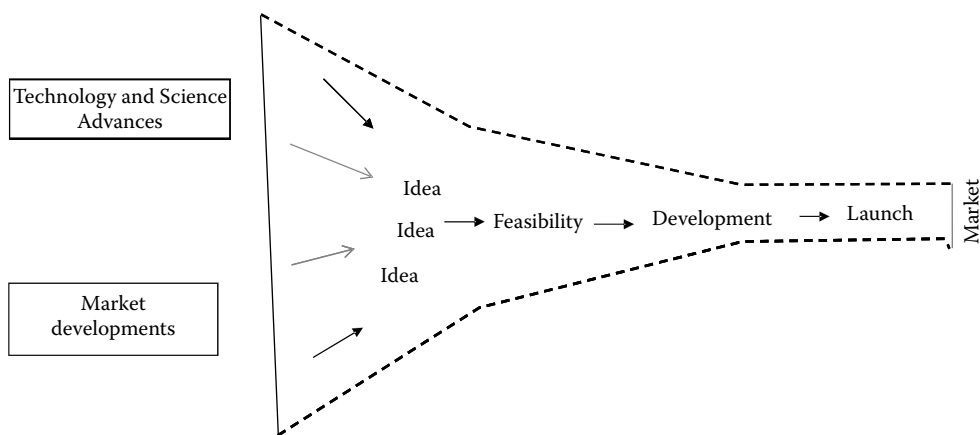 Technology and Science
Advances
Market
developments
Idea
Idea
Idea
Feasibility
Development
Launch
Market